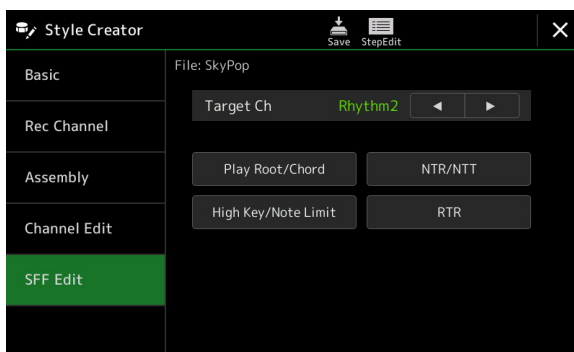 Style Creator
Save StepEdit
Basic
Rec Channel
Assembly
Channel Edit
SFF Edit
File: SkyPop
Target Ch Rhythm2
Play Root/Chord NTR/NTT
High Key/Note Limit RTR